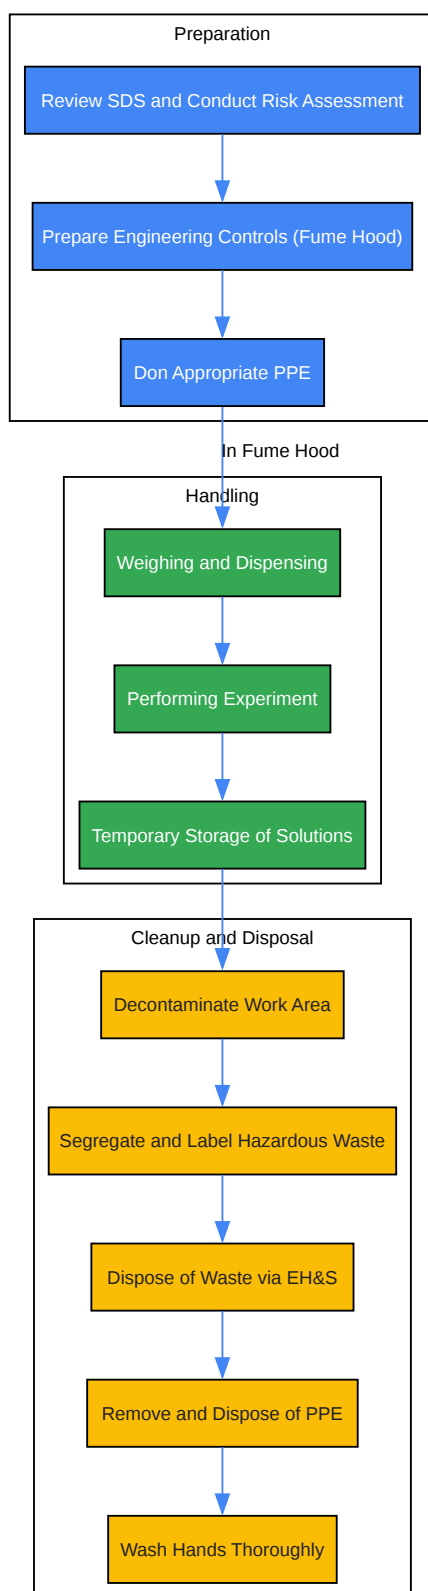 Preparation
Review SDS and Conduct Risk Assessment
Prepare Engineering Controls (Fume Hood)
Don Appropriate PPE
In Fume Hood
Handling
Weighing and Dispensing
Performing Experiment
Temporary Storage of Solutions
Cleanup and Disposal
Decontaminate Work Area
Segregate and Label Hazardous Waste
Dispose of Waste via EH&S
Remove and Dispose of PPE
Wash Hands Thoroughly